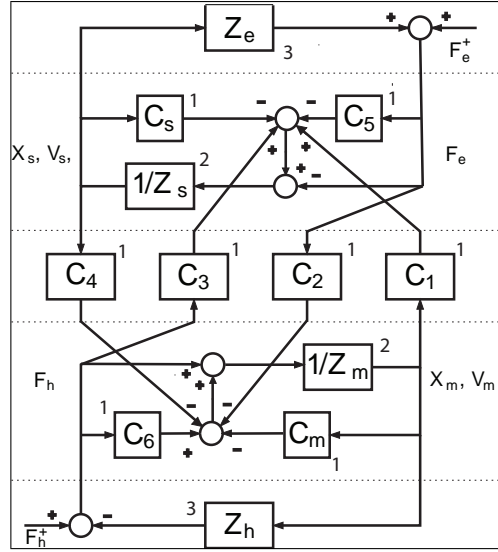 Z_e 3 + + F_e^+
- - 1 1
C_s C_5
X_s, V_s, 2 + + - F_e
1/Z_s
1 1 1 1
C_4 C_3 C_2 C_1
F_h + + 1/Z_m 2 X_m, V_m
- -
1 C_6 + - C_m 1
+ - 3 Z_h
F_h^+